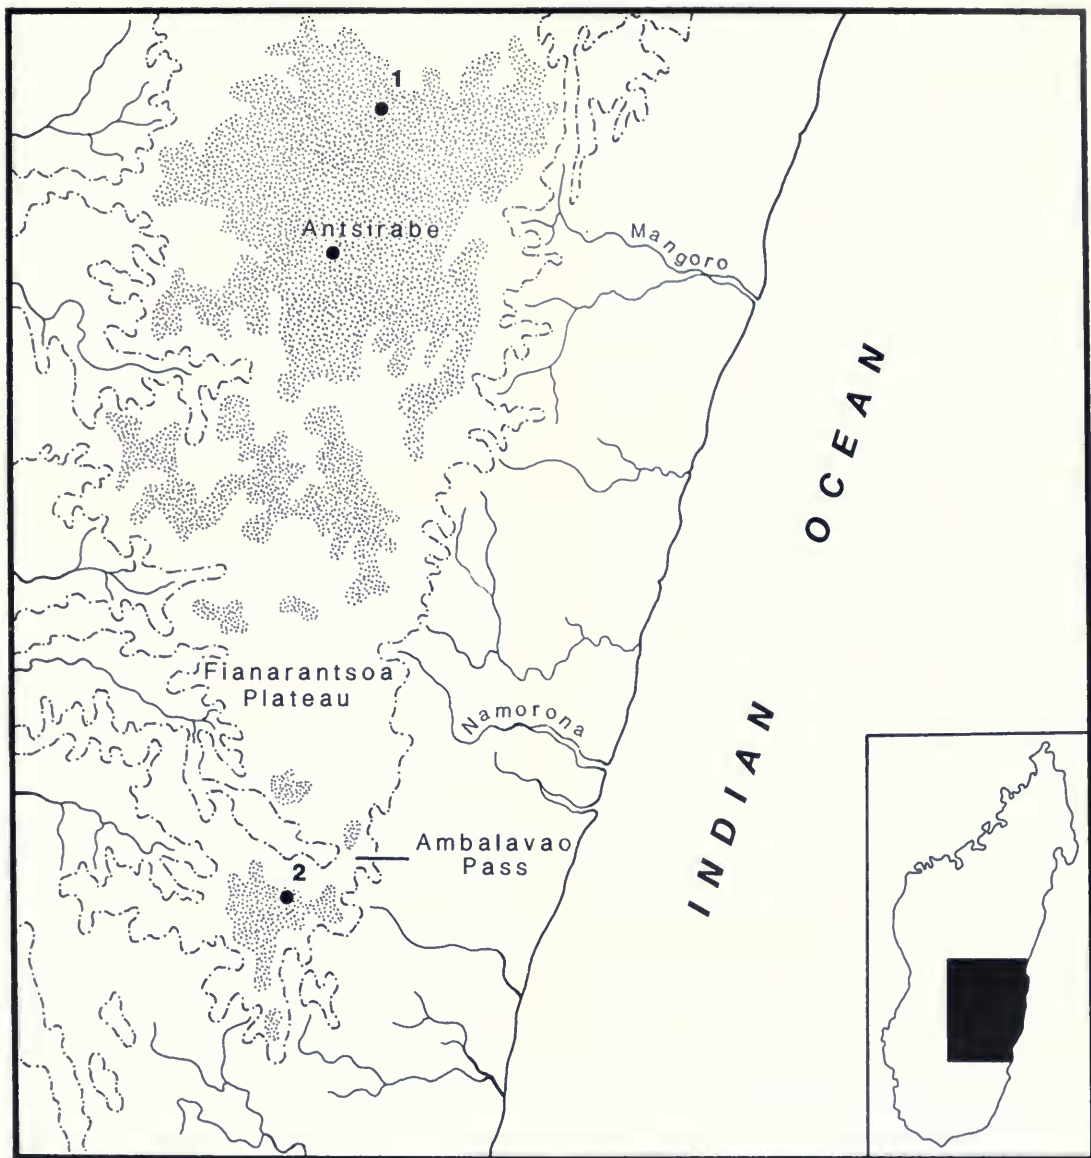 1
Antsirabe
Mangoro
INDIAN OCEAN
Fianarantsoa
Plateau
Namorona
Ambalavao
Pass
2